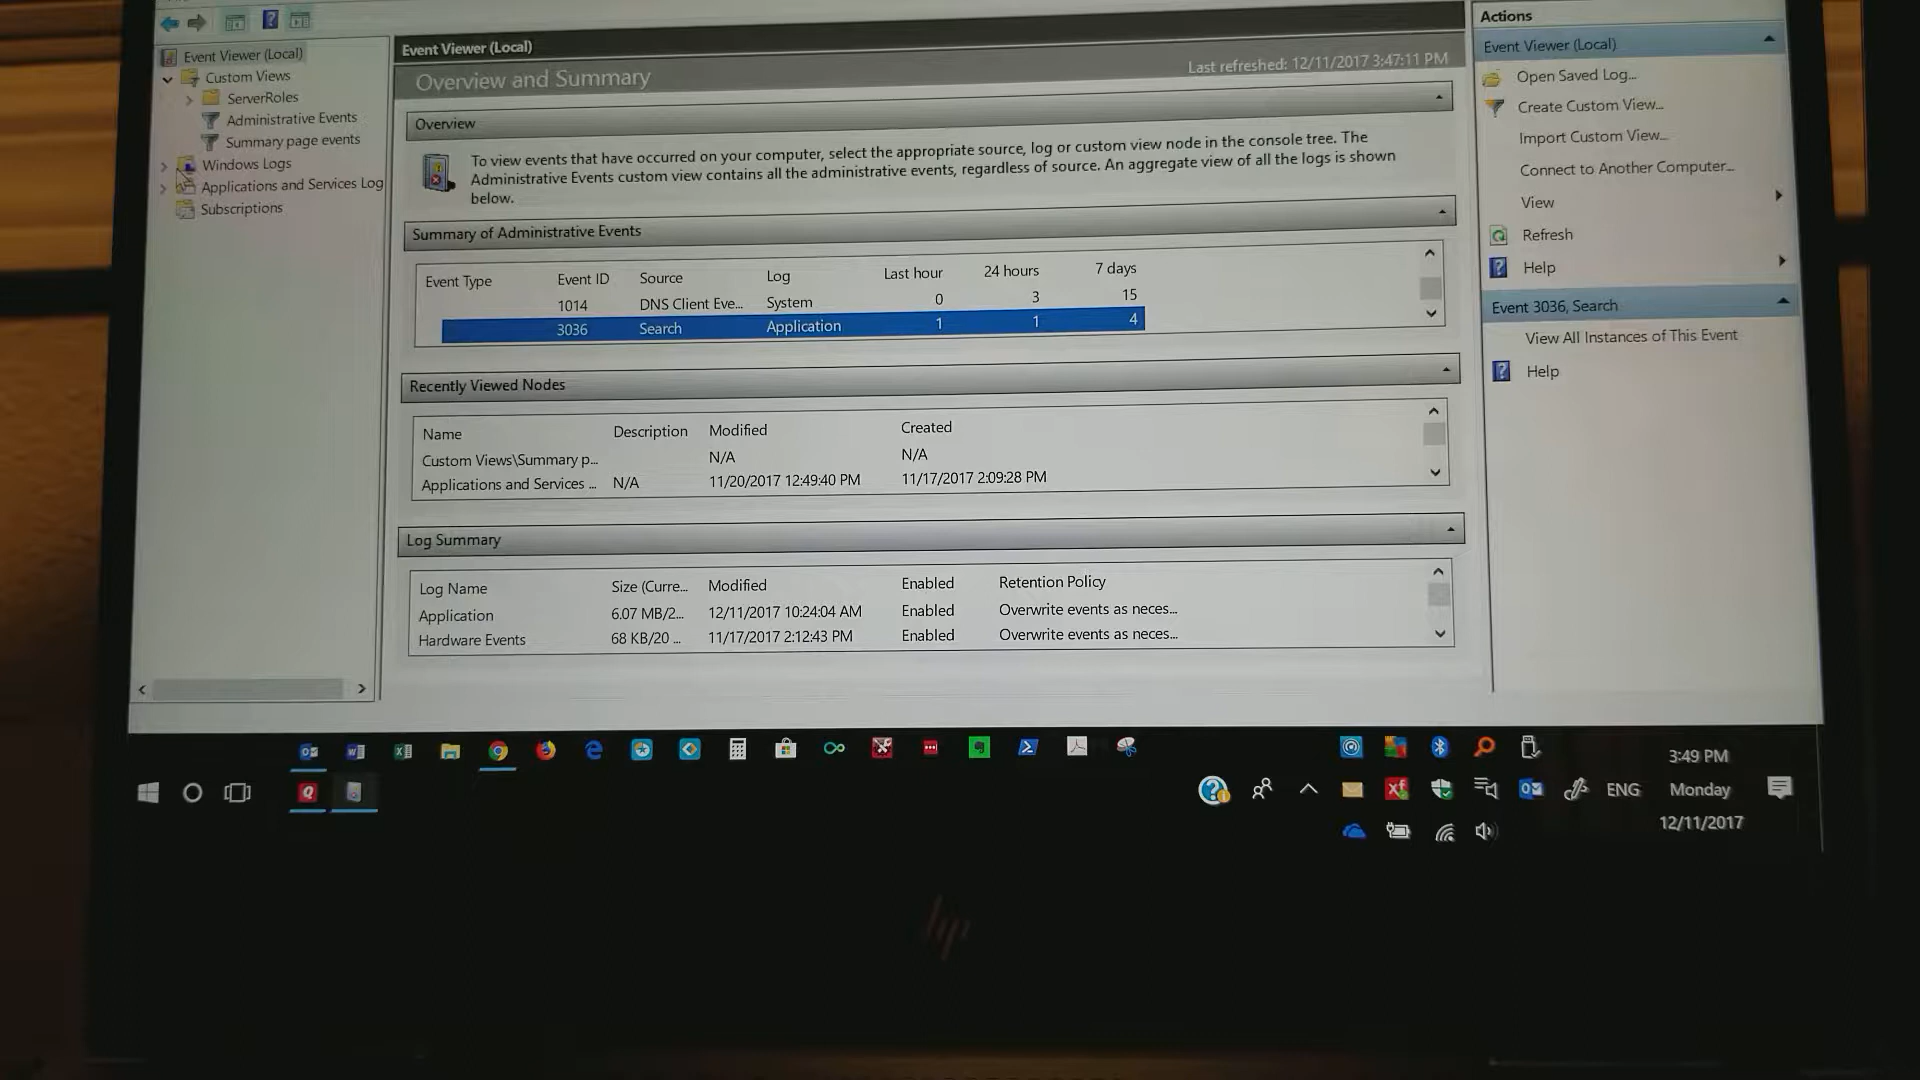 Event Viewer (Local)
Custom Views
ServerRoles
Administrative Events
Summary page events
Windows Logs
Applications and Services Log
Subscriptions
Event Viewer (Local)
Overview and Summary
Last refreshed: 12/11/2017 3:47:11 PM
Overview
To view events that have occurred on your computer, select the appropriate source, log or custom view node in the console tree. The
Administrative Events custom view contains all the administrative events, regardless of source. An aggregate view of all the logs is shown
below.
Summary of Administrative Events
Event Type Event ID Source Log Last hour 24 hours 7 days
1014 DNS Client Eve... System 0 3 15
3036 Search Application 1 1 4
Recently Viewed Nodes
Name Description Modified Created
Custom Views\Summary p... N/A N/A
Applications and Services ... N/A 11/20/2017 12:49:40 PM 11/17/2017 2:09:28 PM
Log Summary
Log Name Size (Curre... Modified Enabled Retention Policy
Application 6.07 MB/2... 12/11/2017 10:24:04 AM Enabled Overwrite events as neces...
Hardware Events 68 KB/20 ... 11/17/2017 2:12:43 PM Enabled Overwrite events as neces...
Actions
Event Viewer (Local)
Open Saved Log...
Create Custom View...
Import Custom View...
Connect to Another Computer...
View
Refresh
Help
Event 3036, Search
View All Instances of This Event
Help
3:49 PM
ENG Monday
12/11/2017
hp